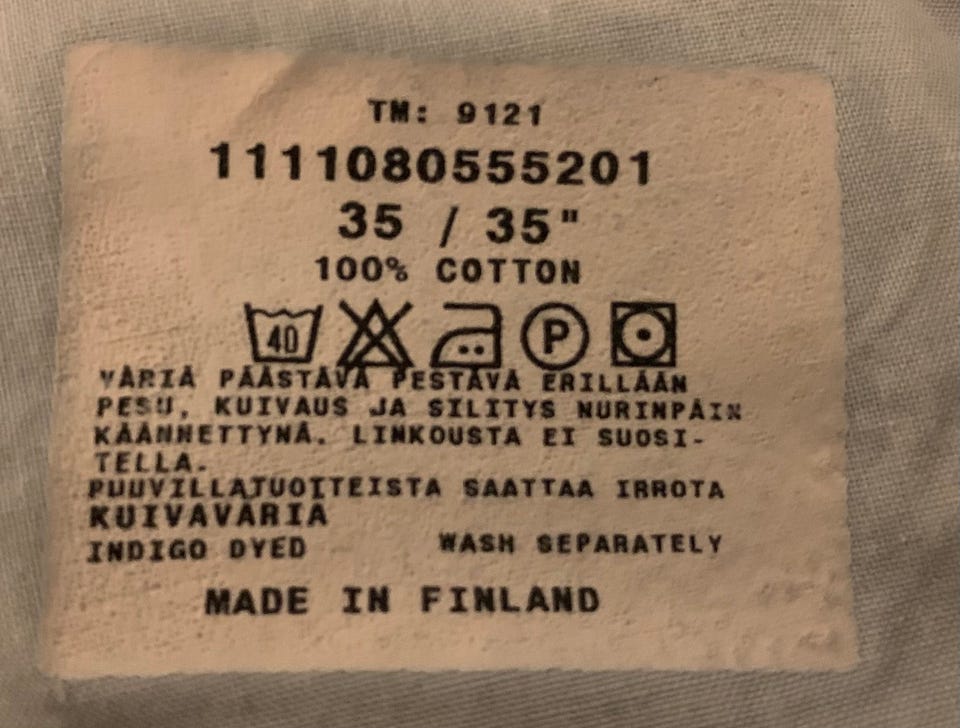 TM: 9121
1111080555201
35 / 35"
100% COTTON
40 P
VÄRIÄ PÄÄSTÄVÄ PESTÄVÄ ERILLÄÄN
PESU, KUIVAUS JA SILITYS NURINPÄIN
KÄÄNNETTYNÄ. LINKOUSTA EI SUOSI-
TELLA.
PUUVILLATUOTTEISTA SAATTAA IRROTA
KUIVAVÄRIÄ
INDIGO DYED WASH SEPARATELY
MADE IN FINLAND